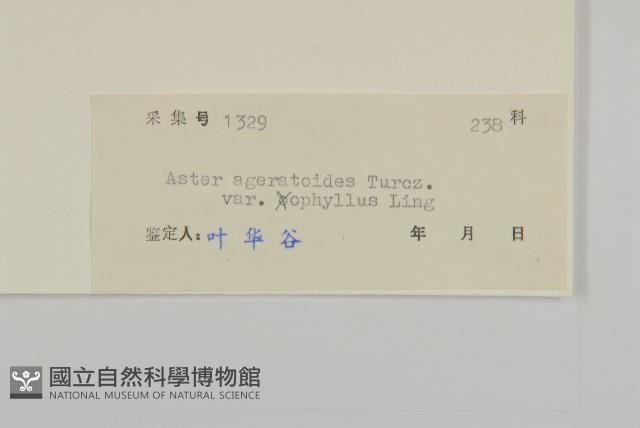 采集号 1329 238 科
Aster ageratoides Turcz.
var. ophyllus Ling
鉴定人: 叶华谷 年 月 日
國立自然科學博物館
NATIONAL MUSEUM OF NATURAL SCIENCE